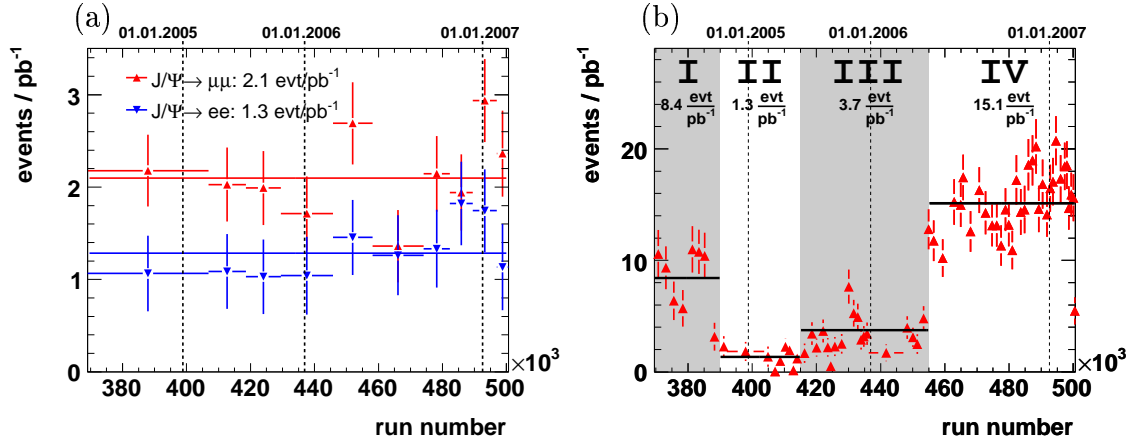 (a)
01.01.2005 01.01.2006 01.01.2007
J/Ψ→ μμ: 2.1 evt/pb⁻¹
J/Ψ→ ee: 1.3 evt/pb⁻¹
events / pb⁻¹
3
2
1
0
380 400 420 440 460 480 500
×10³
run number
(b)
01.01.2005 01.01.2006 01.01.2007
I II III IV
8.4 evt/pb⁻¹ 1.3 evt/pb⁻¹ 3.7 evt/pb⁻¹ 15.1 evt/pb⁻¹
events / pb⁻¹
20
10
0
380 400 420 440 460 480 500
×10³
run number